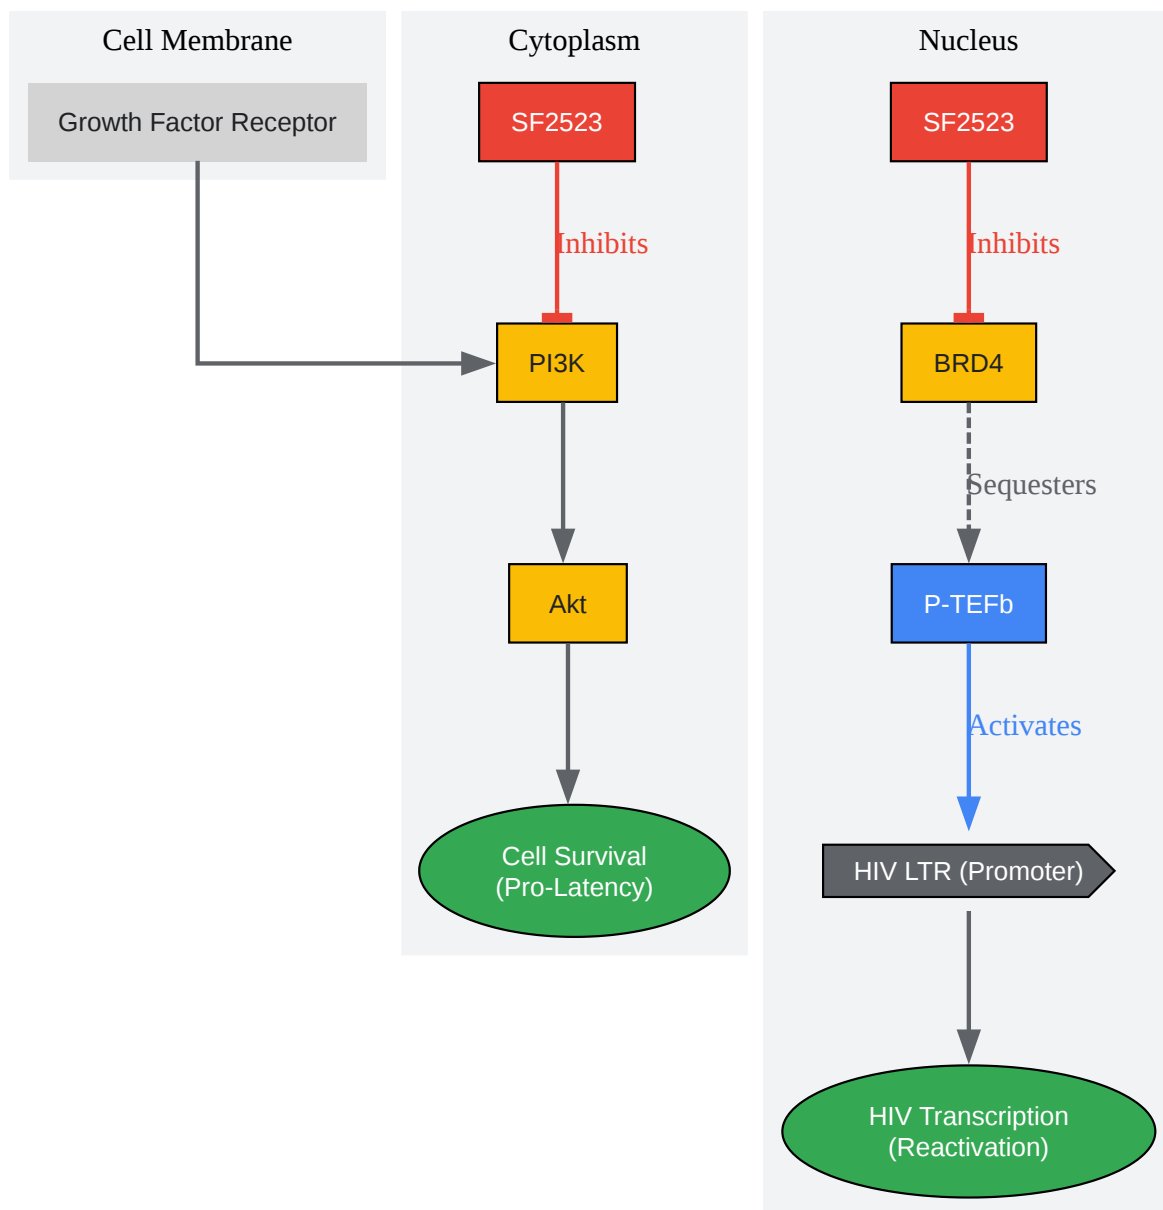 Cell Membrane
Growth Factor Receptor
Cytoplasm
SF2523
Inhibits
PI3K
Akt
Cell Survival
(Pro-Latency)
Nucleus
SF2523
Inhibits
BRD4
Sequesters
P-TEFb
Activates
HIV LTR (Promoter)
HIV Transcription
(Reactivation)